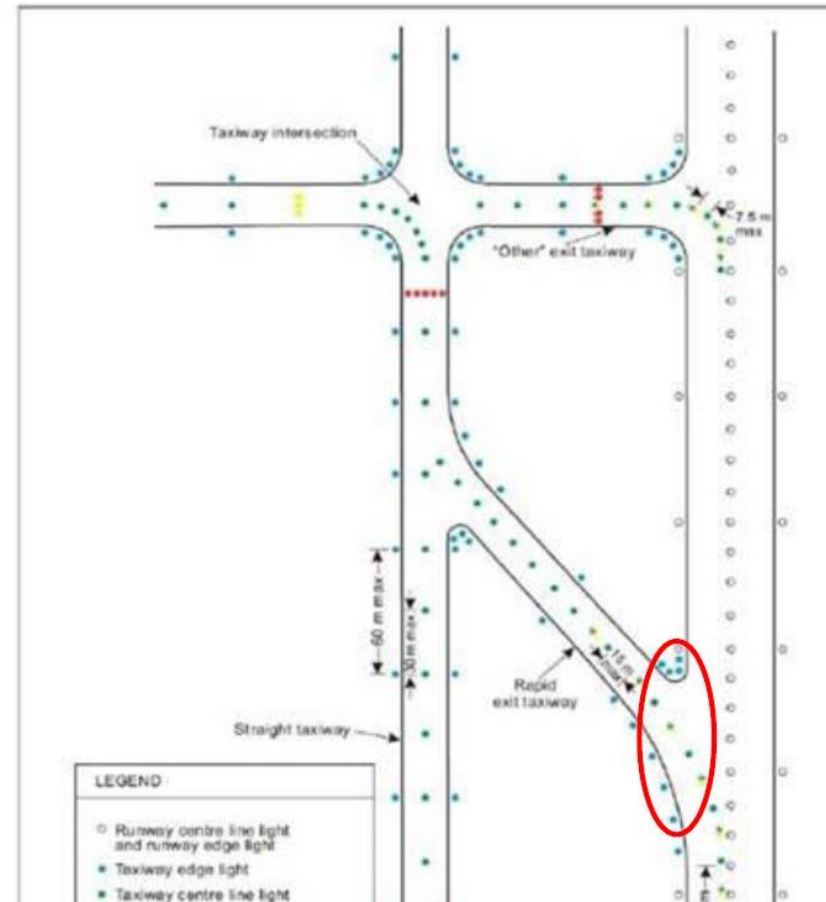 Taxiway intersection
7.5 m
max
"Other" exit taxiway
60 m max
30 m max
15 m
(max)
Rapid
exit taxiway
Straight taxiway
LEGEND
Runway centre line light
and runway edge light
Taxiway edge light
Taxiway centre line light